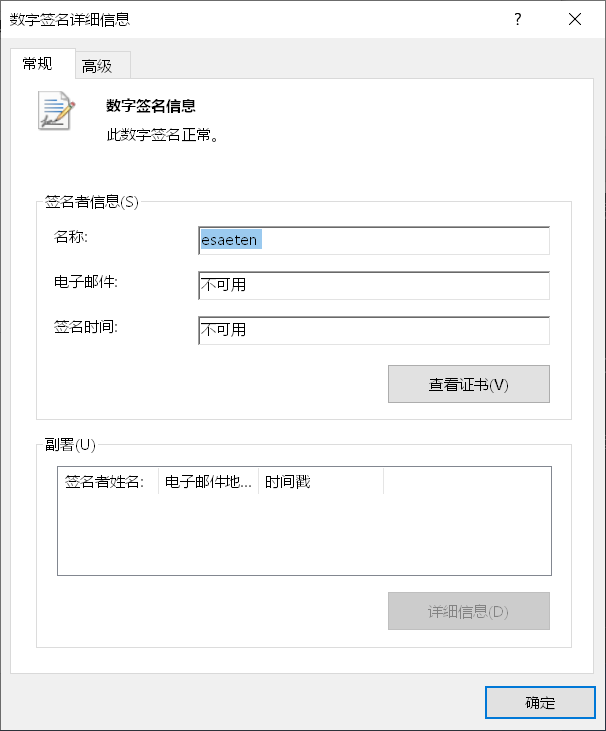 数字签名详细信息
?
常规 高级
数字签名信息
此数字签名正常。
签名者信息(S)
名称: esaeten
电子邮件: 不可用
签名时间: 不可用
查看证书(V)
副署(U)
签名者姓名: 电子邮件地... 时间戳
详细信息(D)
确定